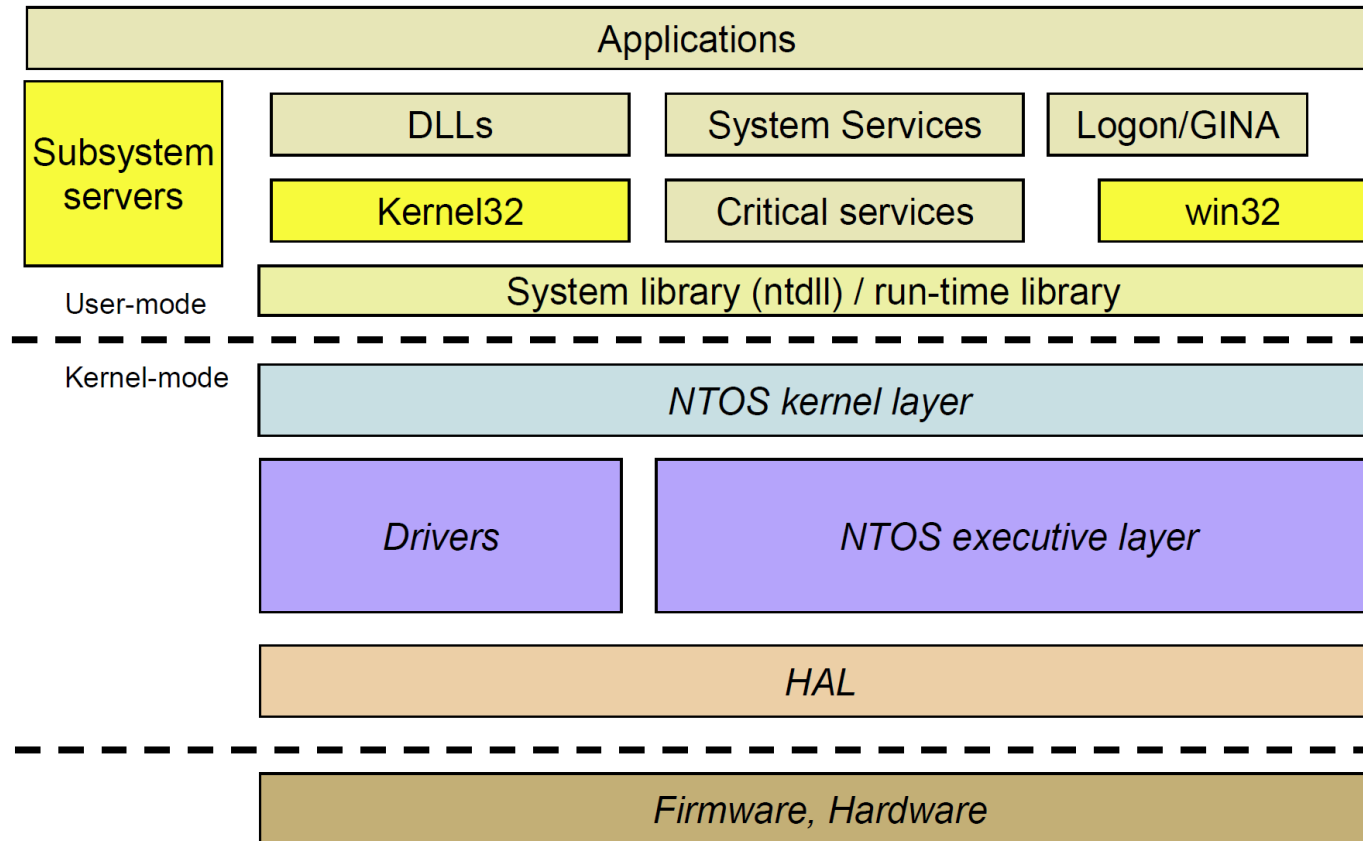 Applications
Subsystem
servers
DLLs
System Services
Logon/GINA
Kernel32
Critical services
win32
User-mode
System library (ntdll) / run-time library
Kernel-mode
NTOS kernel layer
Drivers
NTOS executive layer
HAL
Firmware, Hardware